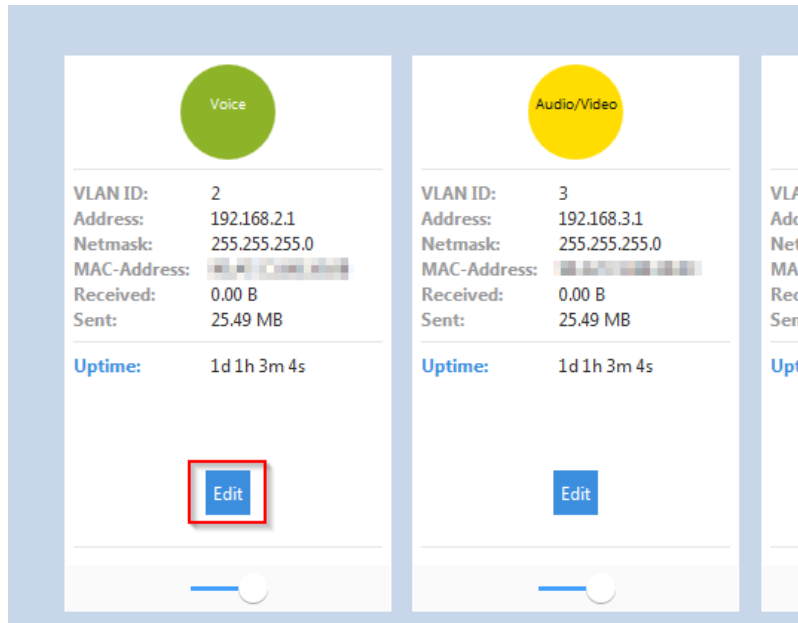 Voice
VLAN ID: 2
Address: 192.168.2.1
Netmask: 255.255.255.0
MAC-Address:
Received: 0.00 B
Sent: 25.49 MB
Uptime: 1d 1h 3m 4s
Edit
Audio/Video
VLAN ID: 3
Address: 192.168.3.1
Netmask: 255.255.255.0
MAC-Address:
Received: 0.00 B
Sent: 25.49 MB
Uptime: 1d 1h 3m 4s
Edit